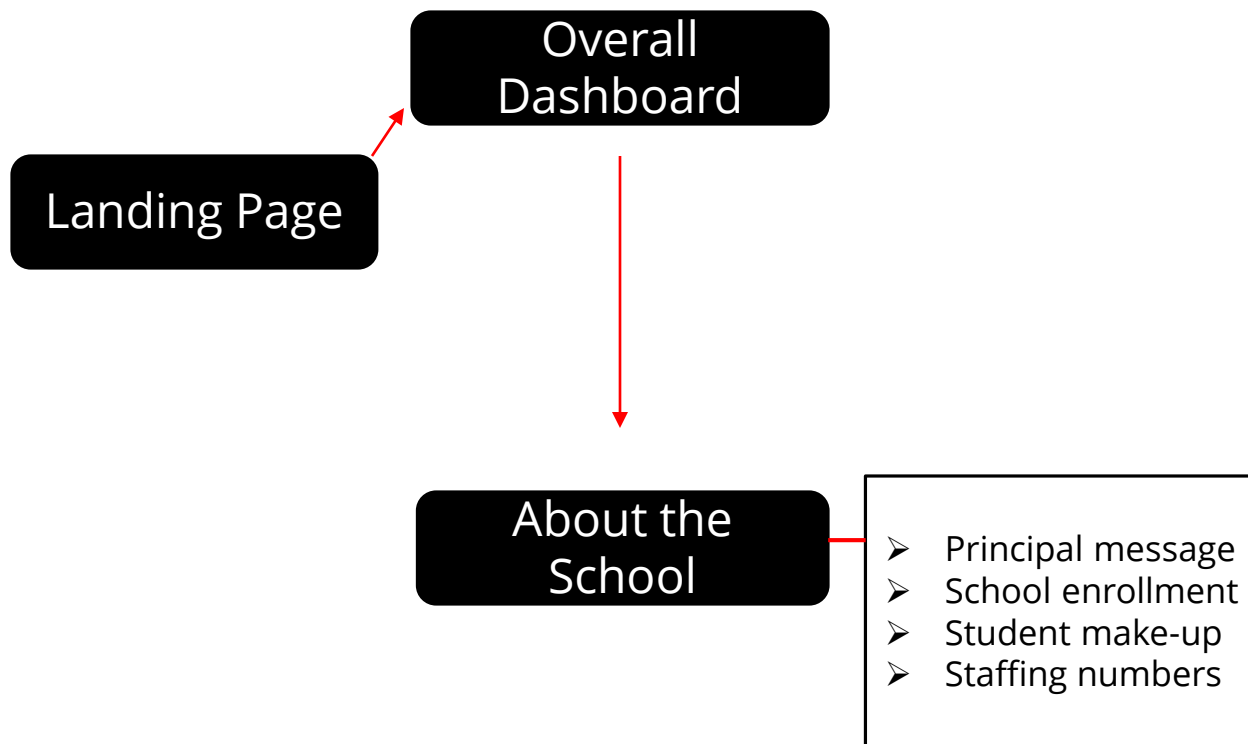 Overall
Dashboard
Landing Page
About the
School
➢ Principal message
➢ School enrollment
➢ Student make-up
➢ Staffing numbers